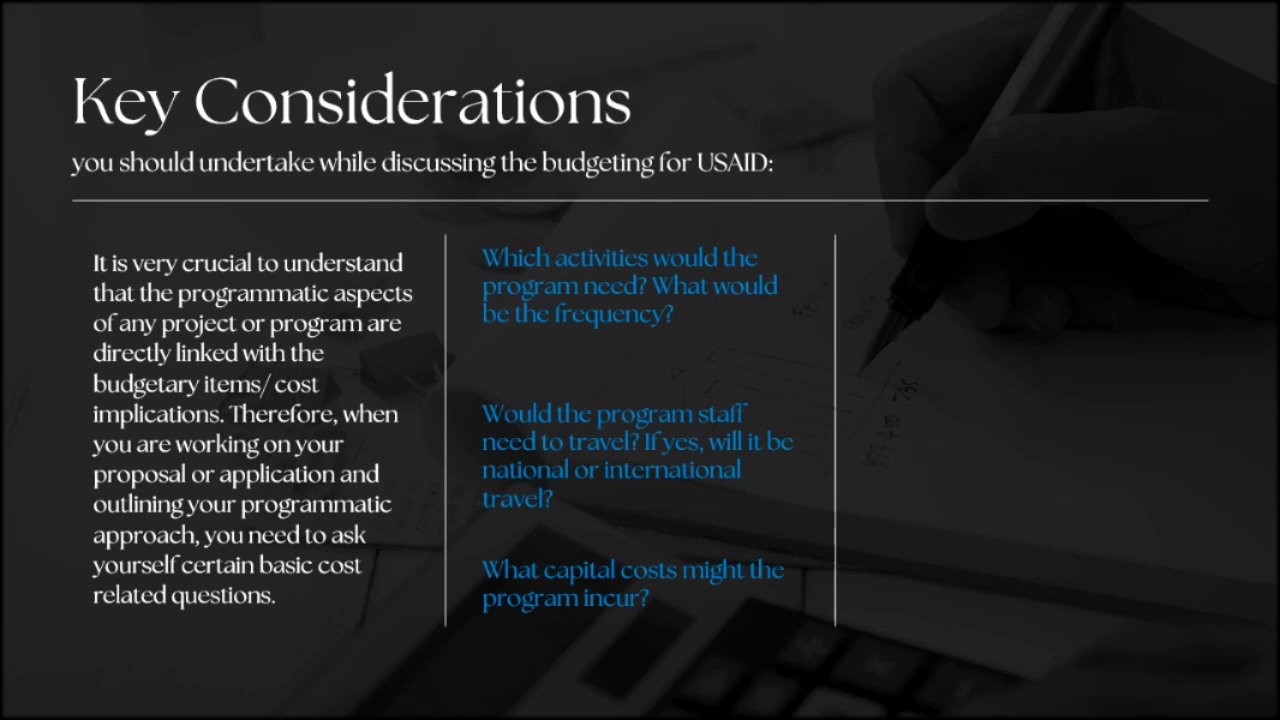 Key Considerations
you should undertake while discussing the budgeting for USAID:
It is very crucial to understand
that the programmatic aspects
of any project or program are
directly linked with the
budgetary items/ cost
implications. Therefore, when
you are working on your
proposal or application and
outlining your programmatic
approach, you need to ask
yourself certain basic cost
related questions.
Which activities would the
program need? What would
be the frequency?
Would the program staff
need to travel? If yes, will it be
national or international
travel?
What capital costs might the
program incur?